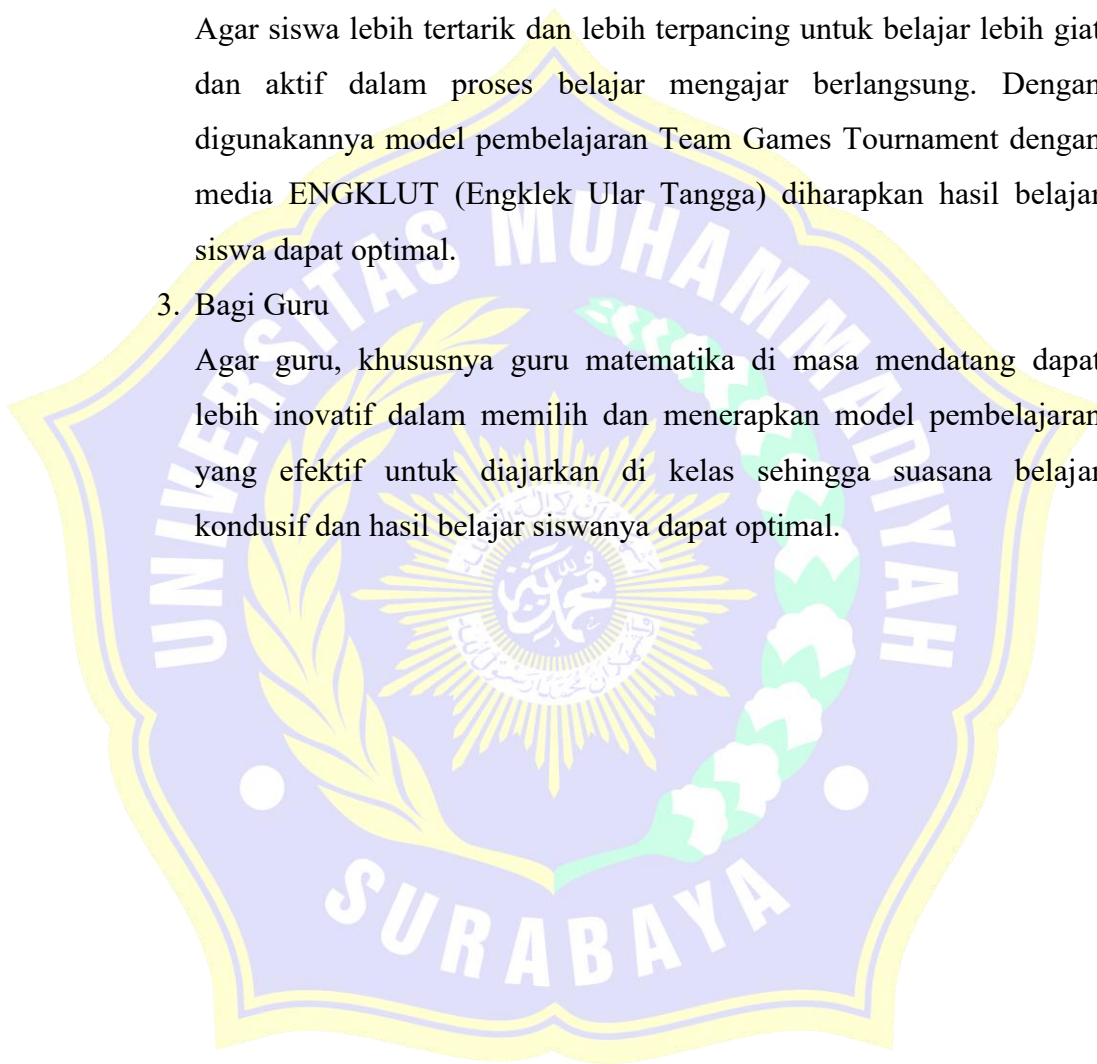 Agar siswa lebih tertarik dan lebih terpancing untuk belajar lebih giat
dan aktif dalam proses belajar mengajar berlangsung. Dengan
digunakannya model pembelajaran Team Games Tournament dengan
media ENGKLUT (Engklek Ular Tangga) diharapkan hasil belajar
siswa dapat optimal.
3. Bagi Guru
Agar guru, khususnya guru matematika di masa mendatang dapat
lebih inovatif dalam memilih dan menerapkan model pembelajaran
yang efektif untuk diajarkan di kelas sehingga suasana belajar
kondusif dan hasil belajar siswanya dapat optimal.
UNIVERSITAS MUHAMMADIYAH
SURABAYA